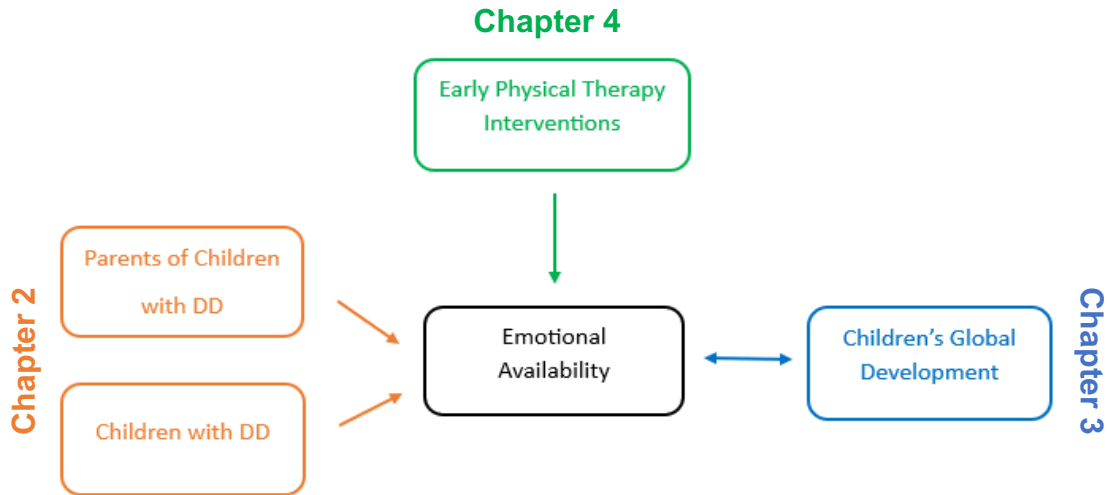 Chapter 4
Early Physical Therapy
Interventions
Chapter 2
Parents of Children
with DD
Children with DD
Emotional
Availability
Children's Global
Development
Chapter 3